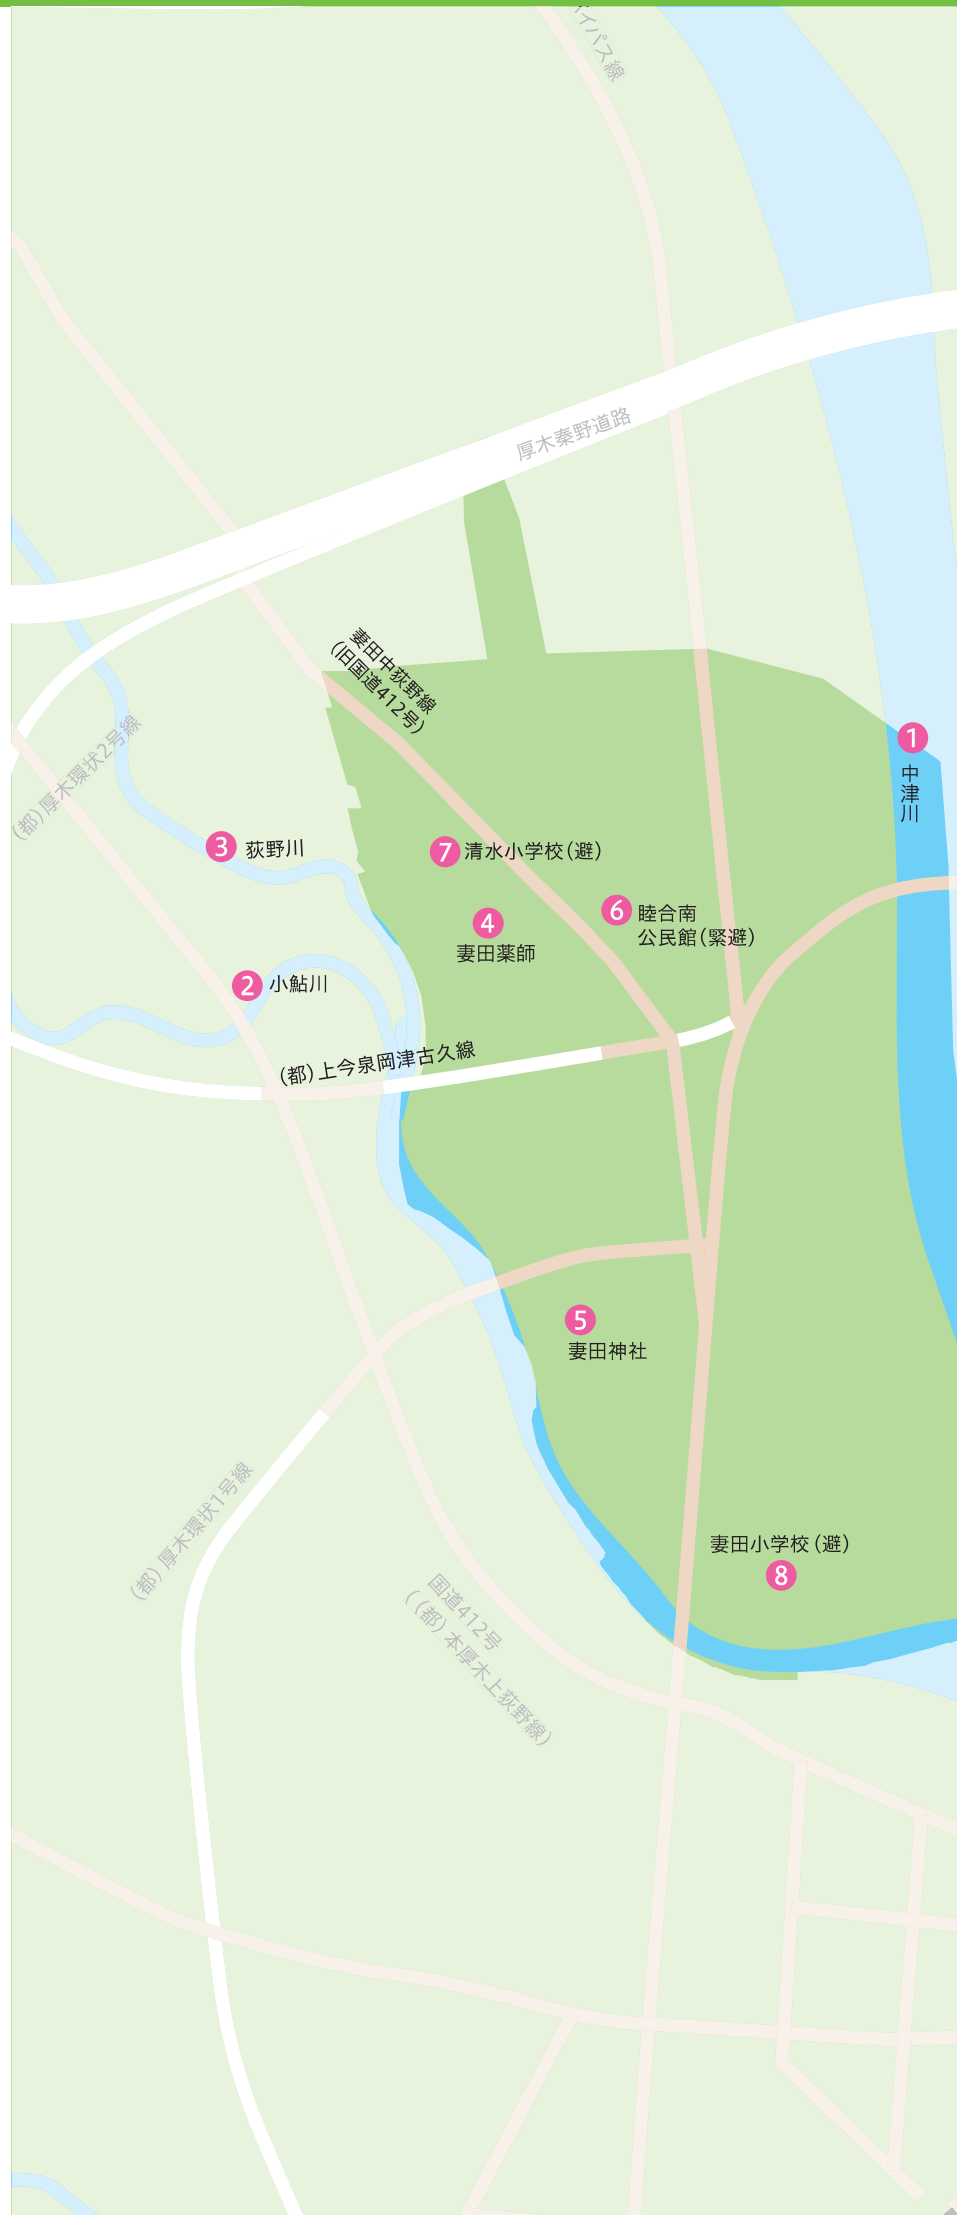 イパス線
厚木秦野道路
妻田中荻野線
(旧国道412号)
(都)厚木環状2号線
1
中津川
3 荻野川
7 清水小学校(避)
6 睦合南
公民館(緊避)
4
妻田薬師
2 小鮎川
(都)上今泉岡津古久線
5
妻田神社
(都)厚木環状1号線
妻田小学校(避)
8
国道412号
((都)本厚木上荻野線)